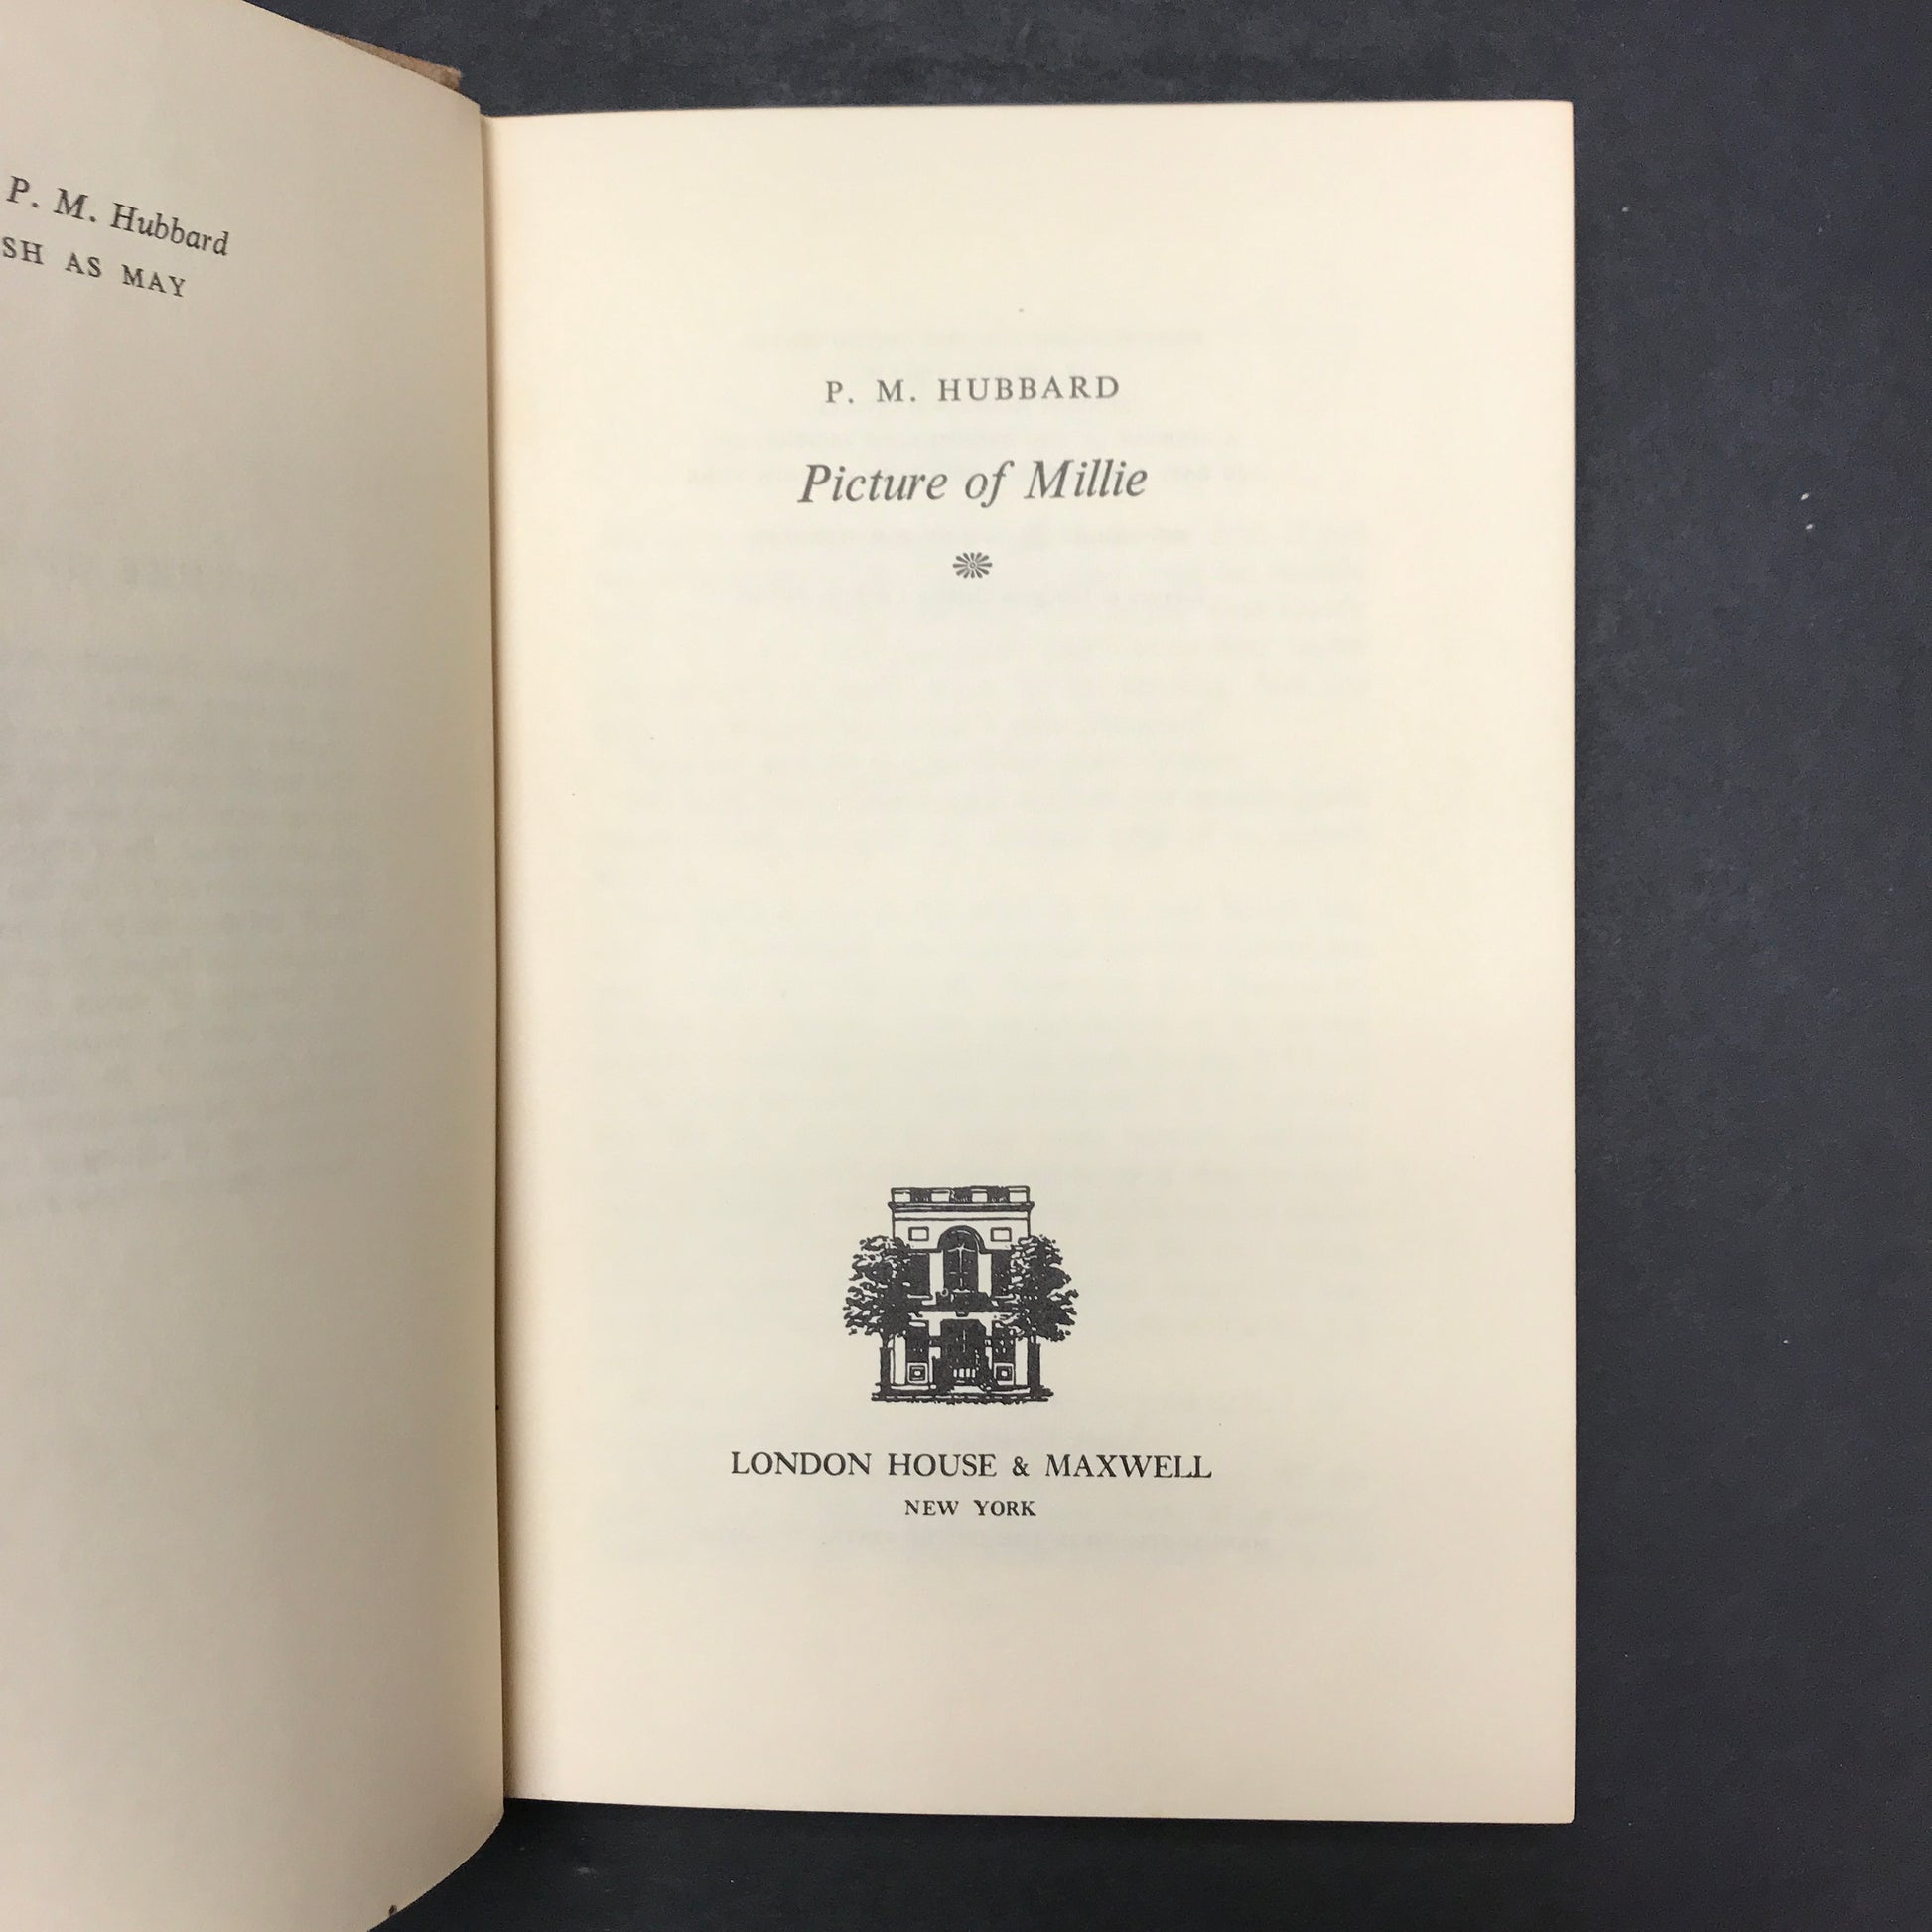 P. M. Hubbard
SH AS MAY
P. M. HUBBARD
Picture of Millie
LONDON HOUSE & MAXWELL
NEW YORK